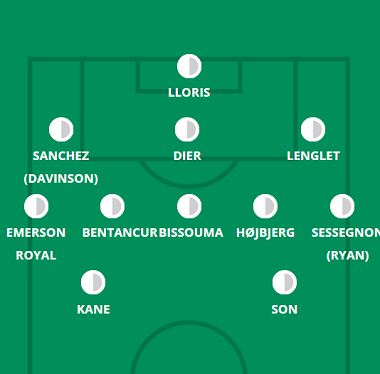 LLORIS
SANCHEZ (DAVINSON)
DIER
LENGLET
EMERSON ROYAL
BENTANCUR
BISSOUMA
HØJBJERG
SESSEGNON (RYAN)
KANE
SON